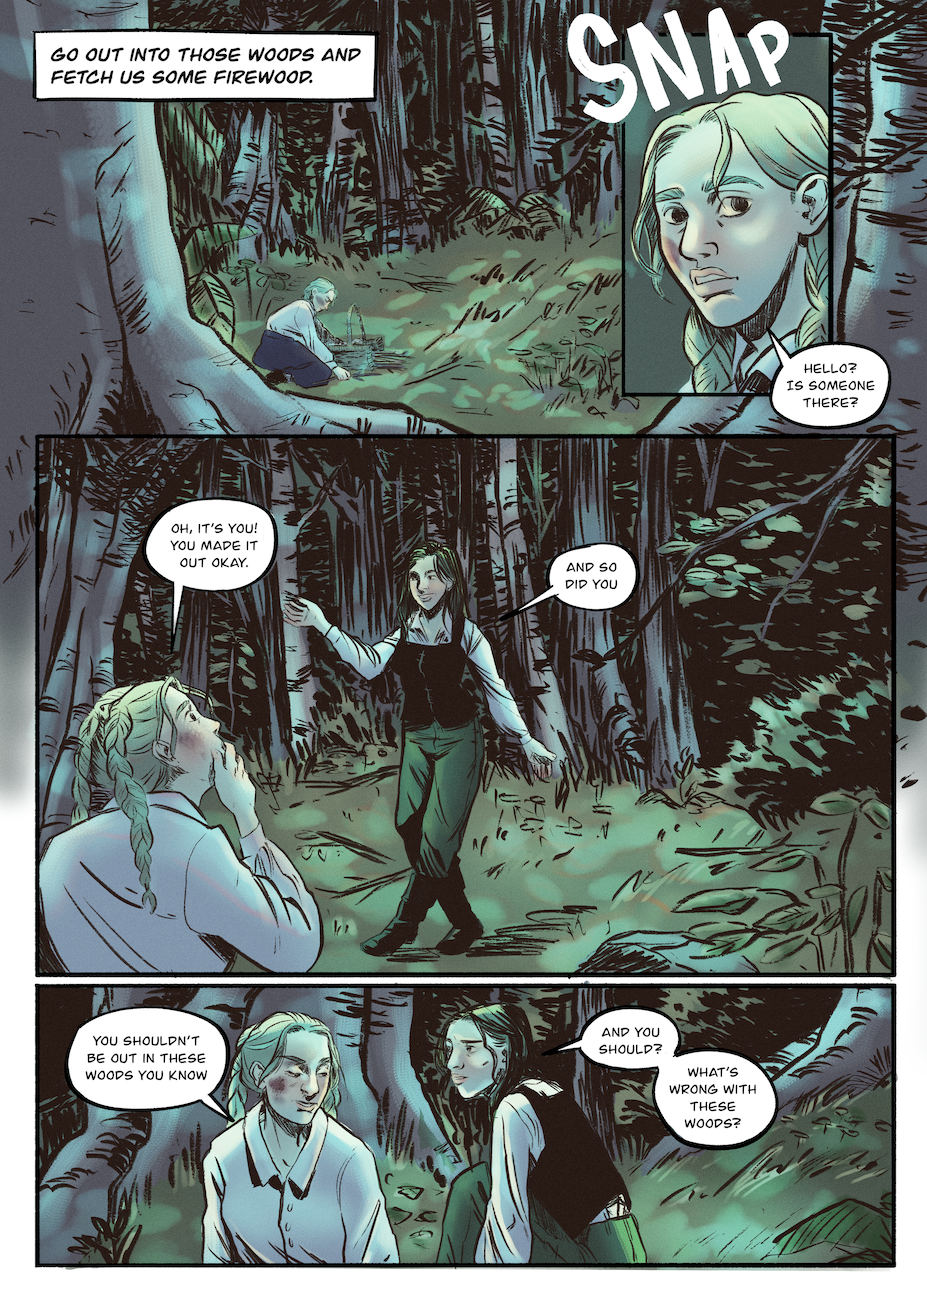 GO OUT INTO THOSE WOODS AND
FETCH US SOME FIREWOOD.
SNAP
HELLO?
IS SOMEONE
THERE?
OH, IT'S YOU!
YOU MADE IT
OUT OKAY.
AND SO
DID YOU
YOU SHOULDN'T
BE OUT IN THESE
WOODS YOU KNOW
AND YOU
SHOULD?
WHAT'S
WRONG WITH
THESE
WOODS?